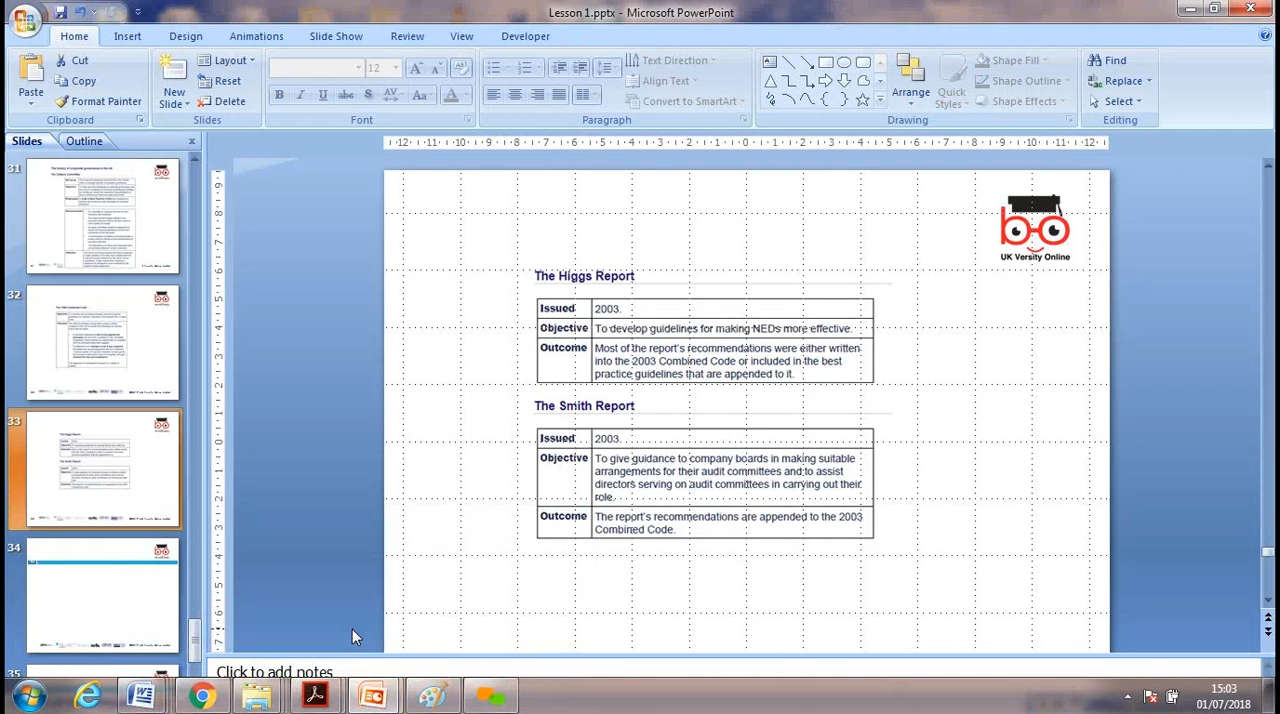 Lesson 1.pptx - Microsoft PowerPoint
Home Insert Design Animations Slide Show Review View Developer
Paste
Cut
Copy
Format Painter
Clipboard
New Slide
Layout
Reset
Delete
Slides
12
Font
Text Direction
Align Text
Convert to SmartArt
Paragraph
Arrange
Quick Styles
Shape Fill
Shape Outline
Shape Effects
Drawing
Find
Replace
Select
Editing
Slides Outline
31
32
33
34
35
UK Versity Online
The Higgs Report
Issued 2003.
Objective To develop guidelines for making NEDs more effective.
Outcome Most of the report's recommendations were either written
into the 2003 Combined Code or included in the best
practice guidelines that are appended to it.
The Smith Report
Issued 2003.
Objective To give guidance to company boards in making suitable
arrangements for their audit committees and to assist
directors serving on audit committees in carrying out their
role.
Outcome The report's recommendations are appended to the 2003
Combined Code.
Click to add notes
15:03
01/07/2018